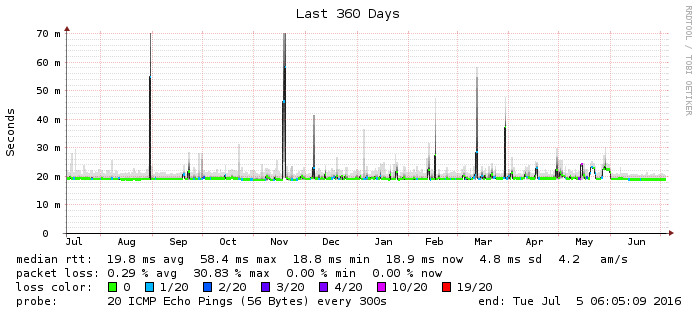 Last 360 Days
RRDTOOL / TOBI OETIKER
Seconds
70 m
60 m
50 m
40 m
30 m
20 m
10 m
0
Jul Aug Sep Oct Nov Dec Jan Feb Mar Apr May Jun
median rtt: 19.8 ms avg 58.4 ms max 18.8 ms min 18.9 ms now 4.8 ms sd 4.2 am/s
packet loss: 0.29 % avg 30.83 % max 0.00 % min 0.00 % now
loss color: 0 1/20 2/20 3/20 4/20 10/20 19/20
probe: 20 ICMP Echo Pings (56 Bytes) every 300s end: Tue Jul 5 06:05:09 2016